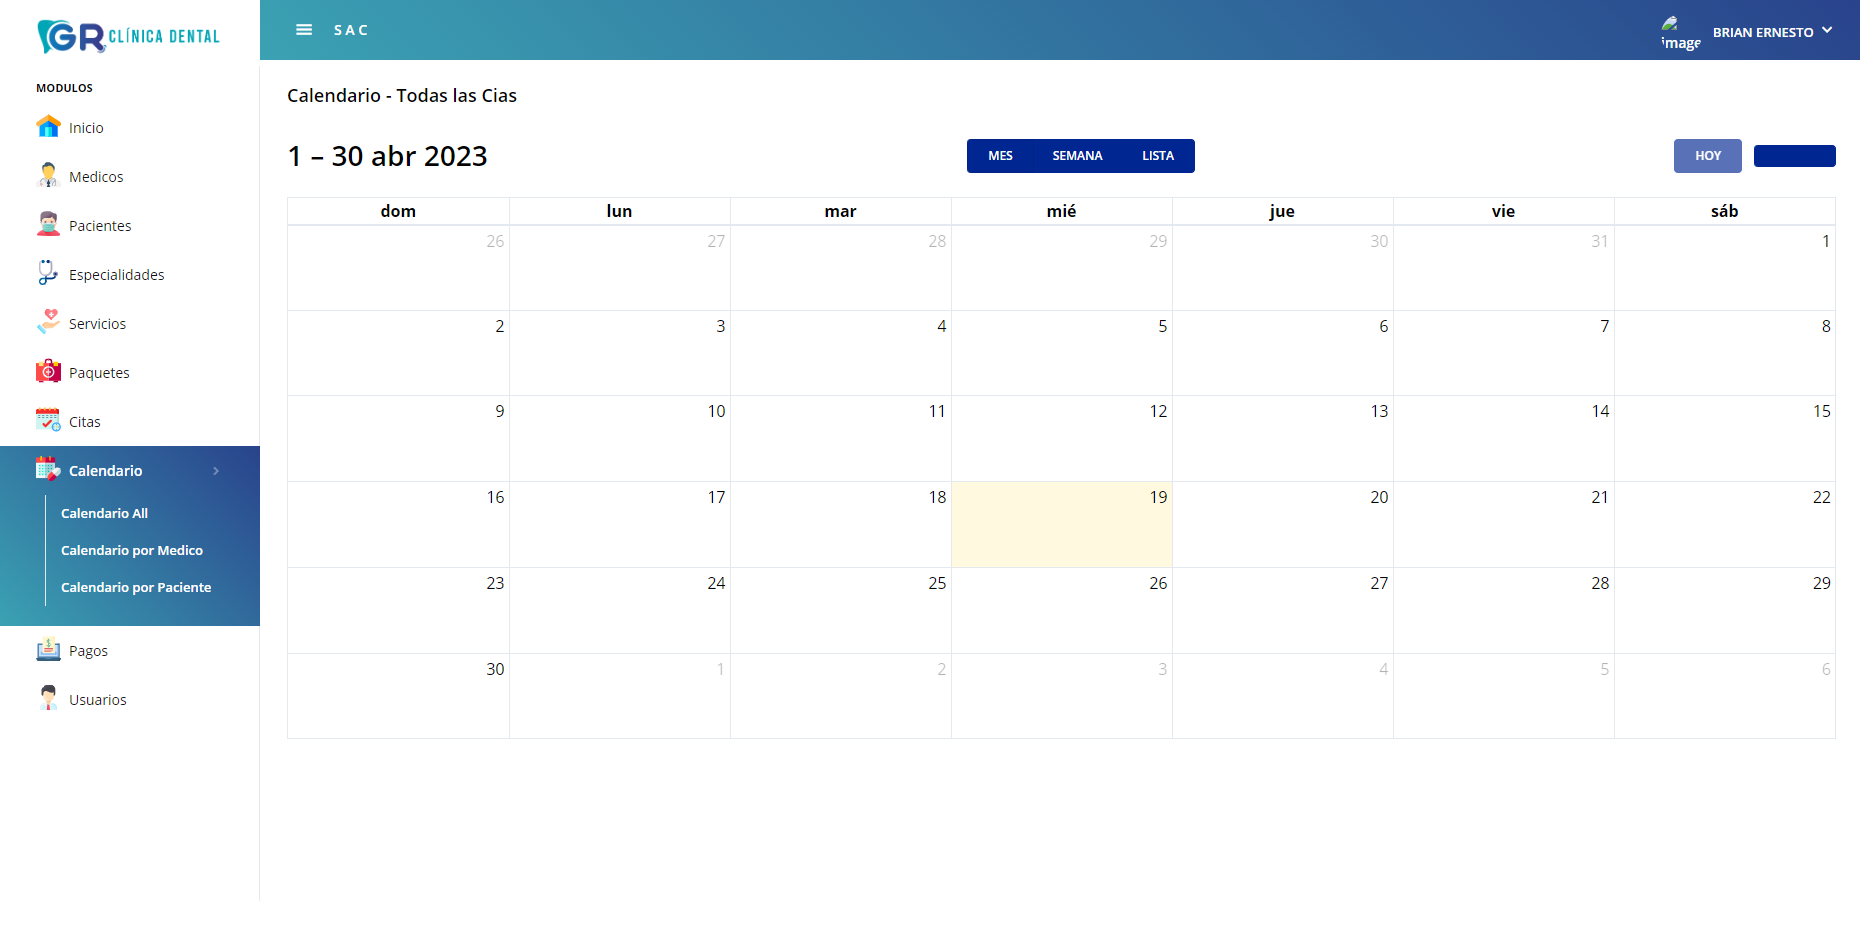 GR CLÍNICA DENTAL
MODULOS
Inicio
Medicos
Pacientes
Especialidades
Servicios
Paquetes
Citas
Calendario
Calendario All
Calendario por Medico
Calendario por Paciente
Pagos
Usuarios
SAC
image
BRIAN ERNESTO
Calendario - Todas las Cias
1 – 30 abr 2023
MES SEMANA LISTA
HOY
dom lun mar mié jue vie sáb
26 27 28 29 30 31 1
2 3 4 5 6 7 8
9 10 11 12 13 14 15
16 17 18 19 20 21 22
23 24 25 26 27 28 29
30 1 2 3 4 5 6